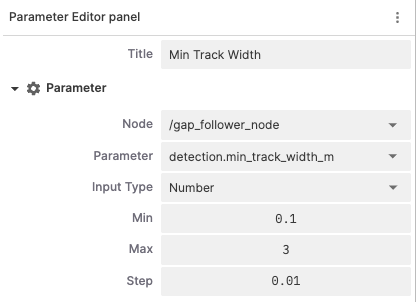 Parameter Editor panel
Title Min Track Width
Parameter
Node /gap_follower_node
Parameter detection.min_track_width_m
Input Type Number
Min 0.1
Max 3
Step 0.01